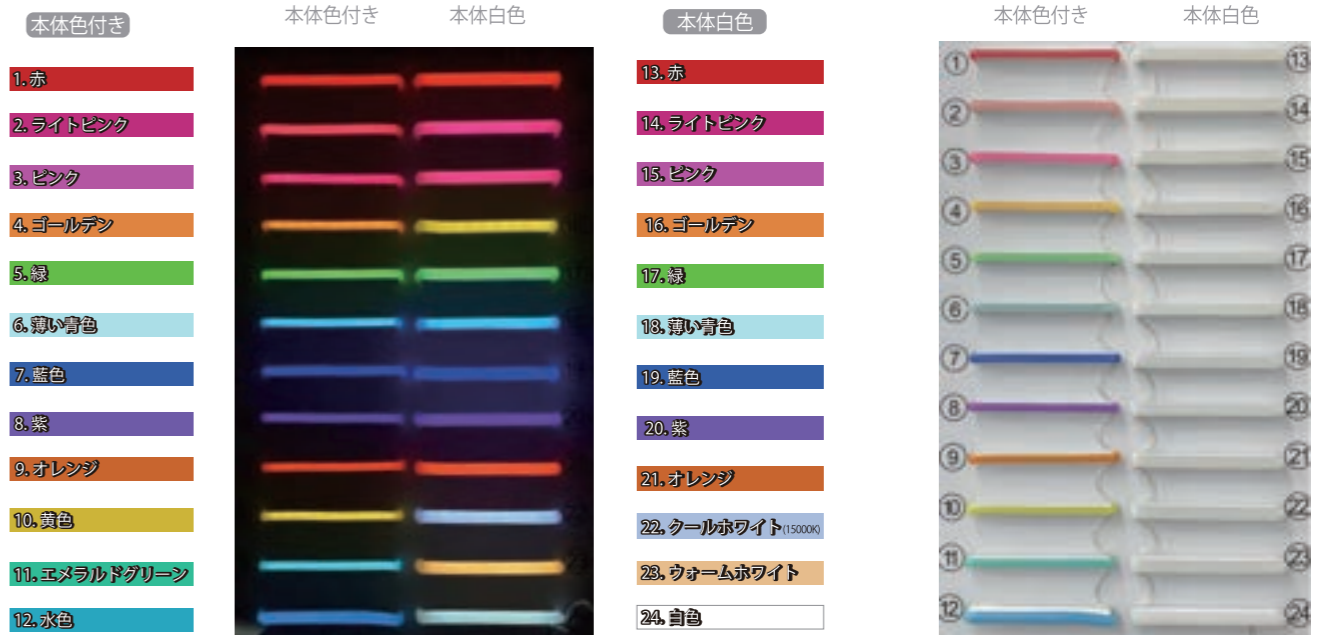 本体色付き
1. 赤
2. ライトピンク
3. ピンク
4. ゴールデン
5. 緑
6. 薄い青色
7. 藍色
8. 紫
9. オレンジ
10. 黄色
11. エメラルドグリーン
12. 水色
本体色付き 本体白色
本体白色
13. 赤
14. ライトピンク
15. ピンク
16. ゴールデン
17. 緑
18. 薄い青色
19. 藍色
20. 紫
21. オレンジ
22. クールホワイト(15000K)
23. ウォームホワイト
24. 白色
本体色付き 本体白色
① ⑬
② ⑭
③ ⑮
④ ⑯
⑤ ⑰
⑥ ⑱
⑦ ⑲
⑧ ⑳
⑨ ㉑
⑩ ㉒
⑪ ㉓
⑫ ㉔